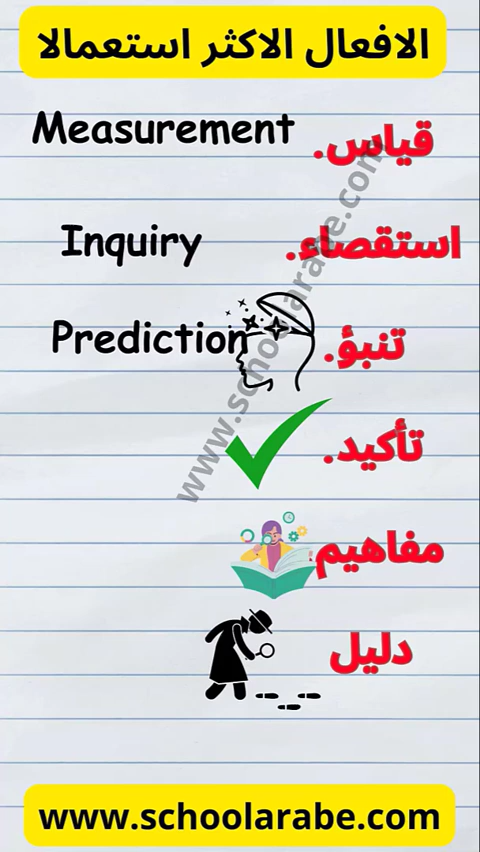 الافعال الاكثر استعمالا
Measurement قياس.
Inquiry استقصاء.
Prediction تنبؤ.
تأكيد.
مفاهيم.
دليل
www.schoolarabe.com
www.schoolarabe.com